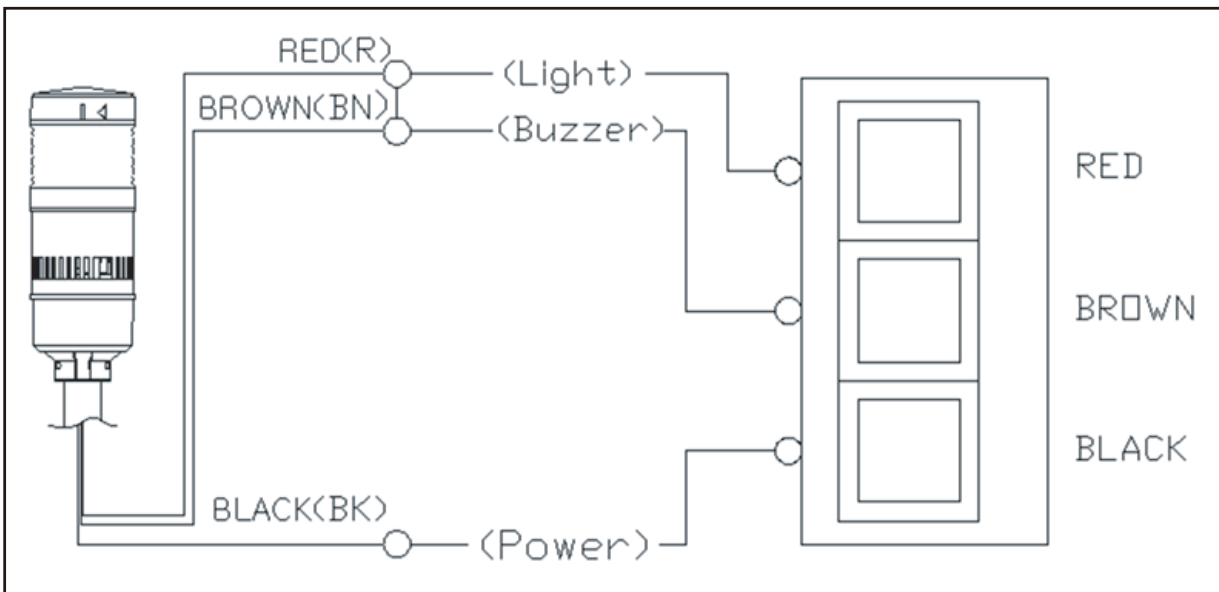 RED(R)
(Light)
BROWN(BN)
(Buzzer)
RED
BROWN
BLACK
BLACK(BK)
(Power)